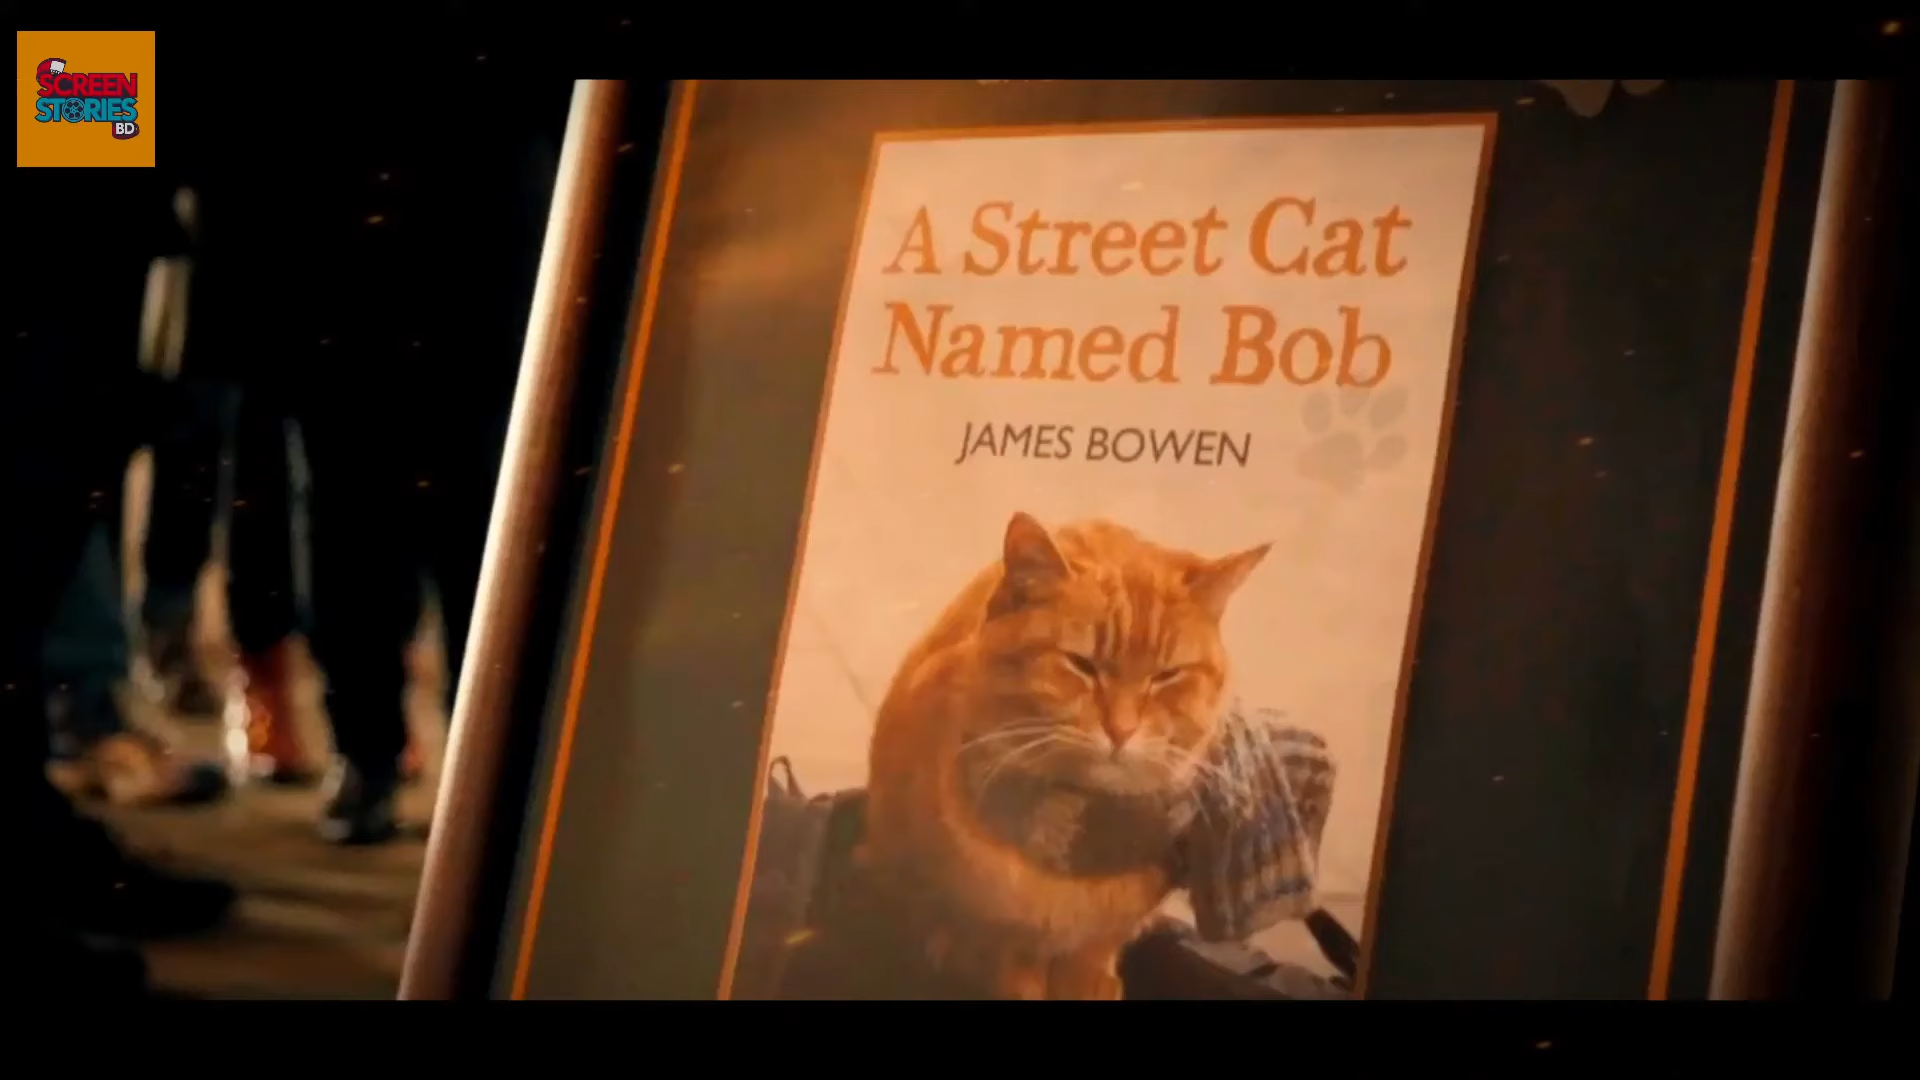 SCREEN
STORIES
BD
A Street Cat
Named Bob
JAMES BOWEN